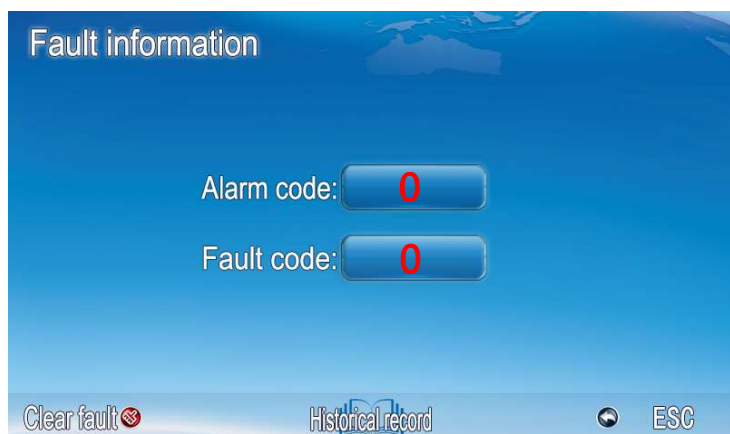 Fault information
Alarm code: 0
Fault code: 0
Clear fault Historical record ESC